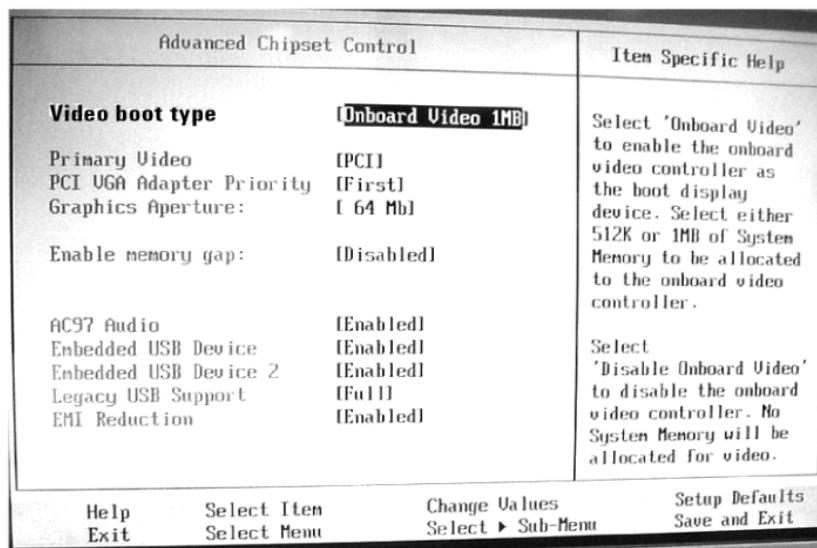 Advanced Chipset Control
Item Specific Help
Video boot type [Onboard Video 1MB]
Primary Video [PCI]
PCI VGA Adapter Priority [First]
Graphics Aperture: [ 64 Mb]
Enable memory gap: [Disabled]
AC97 Audio [Enabled]
Embedded USB Device [Enabled]
Embedded USB Device 2 [Enabled]
Legacy USB Support [Full]
EMI Reduction [Enabled]
Select 'Onboard Video'
to enable the onboard
video controller as
the boot display
device. Select either
512K or 1MB of System
Memory to be allocated
to the onboard video
controller.
Select
'Disable Onboard Video'
to disable the onboard
video controller. No
System Memory will be
allocated for video.
Help Select Item Change Values Setup Defaults
Exit Select Menu Select ▶ Sub-Menu Save and Exit